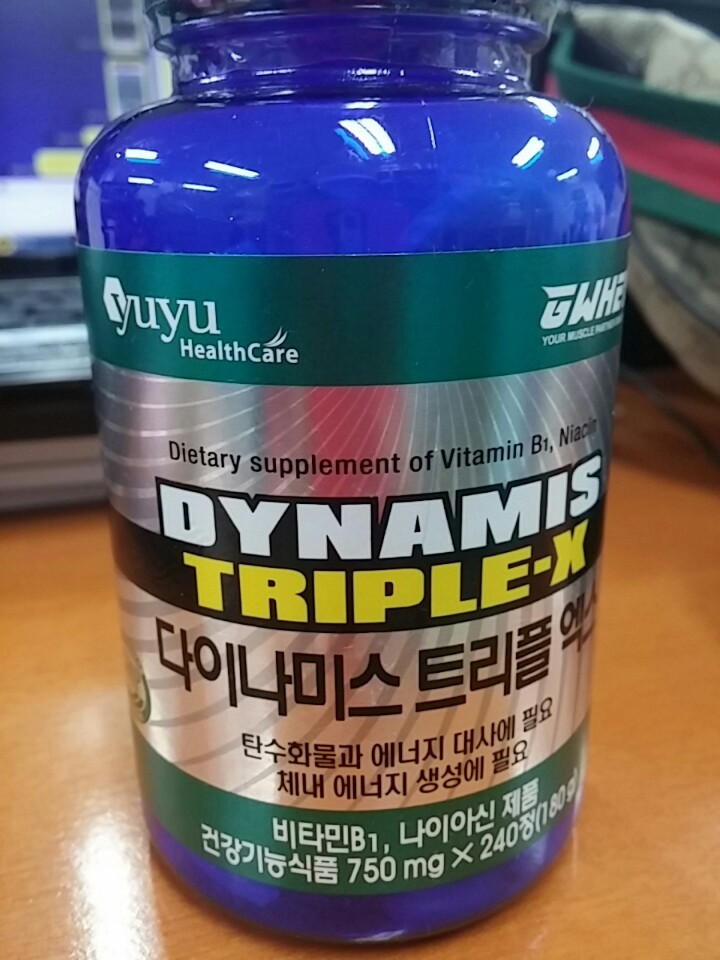 yuyu
HealthCare
GWHE
YOUR MUSCLE
Dietary supplement of Vitamin B1, Niacin
DYNAMIS
TRIPLE-X
다이나미스 트리플 엑스
탄수화물과 에너지 대사에 필요
체내 에너지 생성에 필요
비타민B1, 나이아신 제품
건강기능식품 750 mg × 240정(180g)